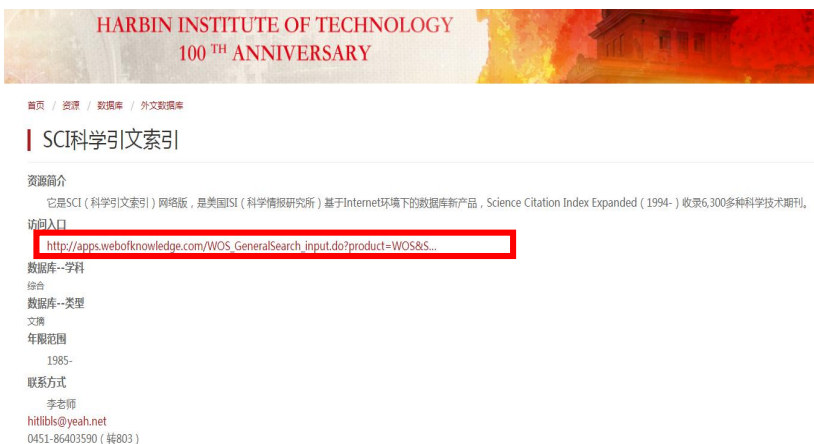 HARBIN INSTITUTE OF TECHNOLOGY
100 TH ANNIVERSARY
首页 / 资源 / 数据库 / 外文数据库
SCI科学引文索引
资源简介
它是SCI（科学引文索引）网络版，是美国ISI（科学情报研究所）基于Internet环境下的数据库新产品，Science Citation Index Expanded（1994-）收录6,300多种科学技术期刊。
访问入口
http://apps.webofknowledge.com/WOS_GeneralSearch_input.do?product=WOS&S...
数据库--学科
综合
数据库--类型
文摘
年限范围
1985-
联系方式
李老师
hitlibls@yeah.net
0451-86403590（转803）